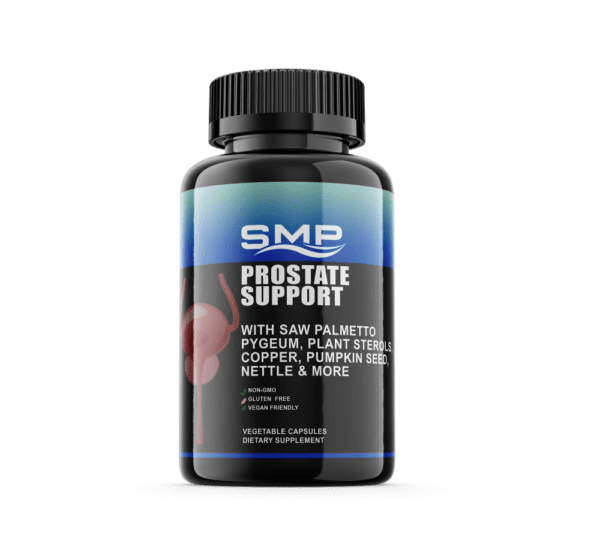 SMP
PROSTATE
SUPPORT
WITH SAW PALMETTO
PYGEUM, PLANT STEROLS,
COPPER, PUMPKIN SEED,
NETTLE & MORE
NON-GMO
GLUTEN FREE
VEGAN FRIENDLY
VEGETABLE CAPSULES
DIETARY SUPPLEMENT